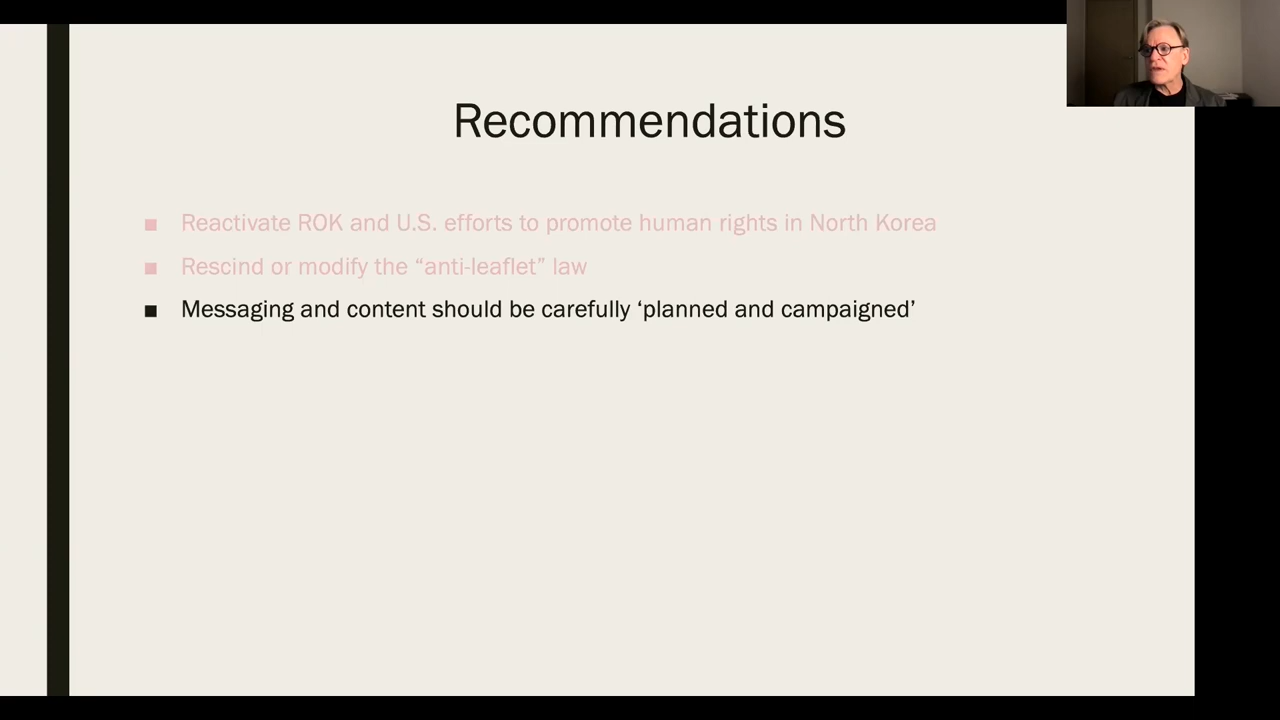 Recommendations
■ Reactivate ROK and U.S. efforts to promote human rights in North Korea
■ Rescind or modify the “anti-leaflet” law
■ Messaging and content should be carefully ‘planned and campaigned’